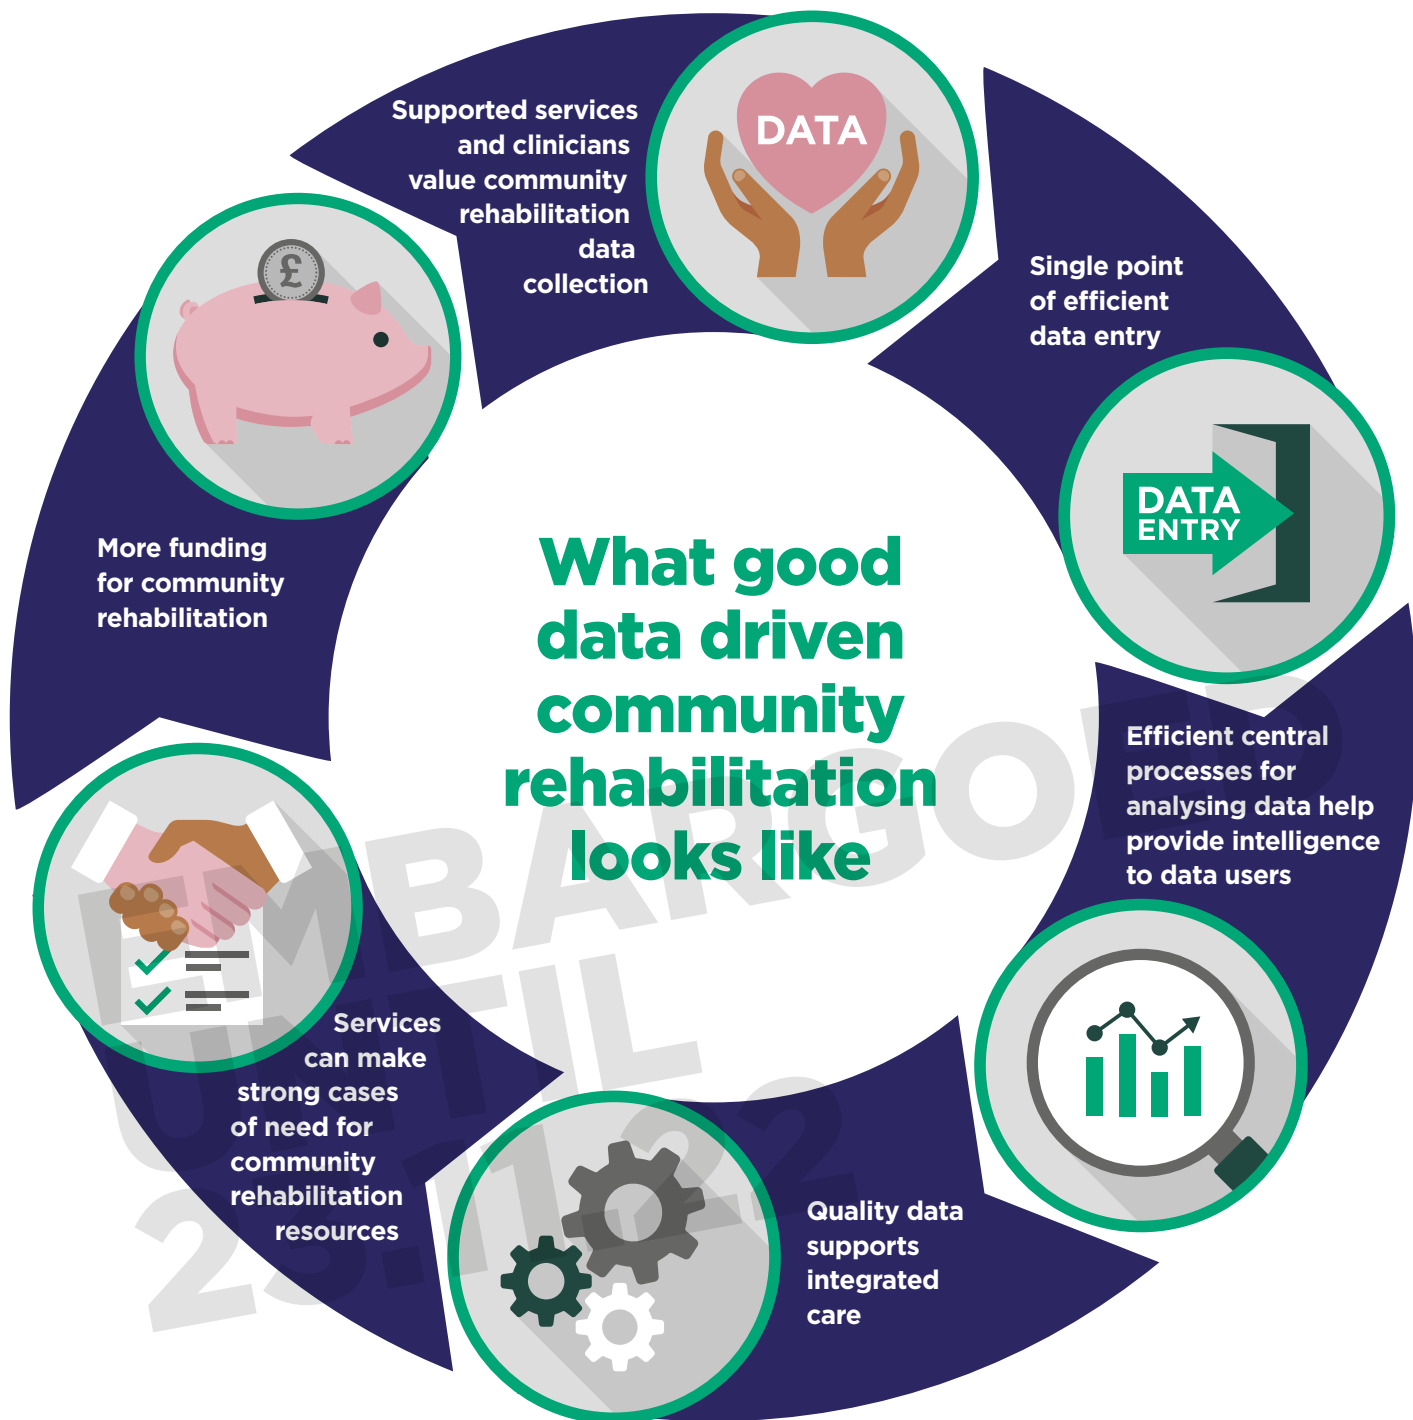 Supported services
and clinicians
value community
rehabilitation
data
collection
DATA
Single point
of efficient
data entry
DATA
ENTRY
Efficient central
processes for
analysing data help
provide intelligence
to data users
Quality data
supports
integrated
care
Services
can make
strong cases
of need for
community
rehabilitation
resources
More funding
for community
rehabilitation
£
What good
data driven
community
rehabilitation
looks like
EMBARGOED
UNTIL
23.11.22